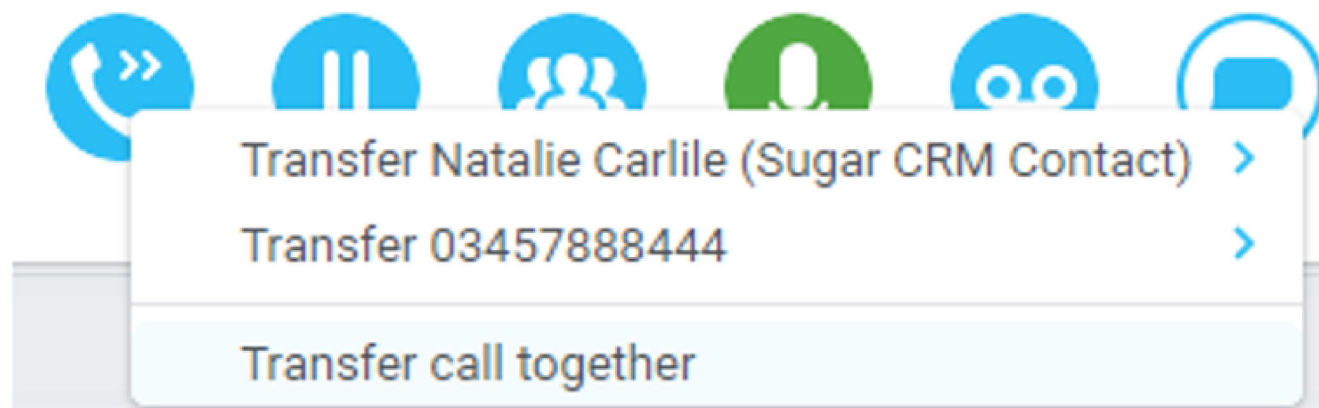 Transfer Natalie Carlile (Sugar CRM Contact)
Transfer 03457888444
Transfer call together